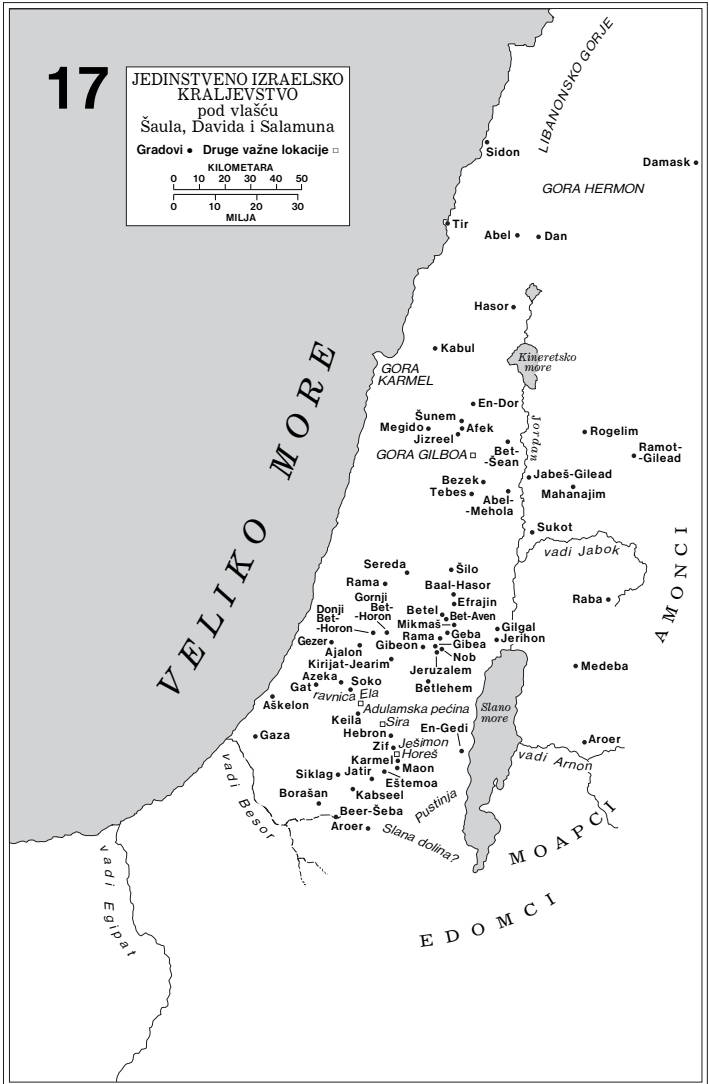 17
JEDINSTVENO IZRAELSKO
KRALJEVSTVO
pod vlašću
Šaula, Davida i Salamuna
Gradovi Druge važne lokacije
KILOMETARA
0 10 20 30 40 50
0 10 20 30
MILJA
LIBANONSKO GORJE
Sidon
Damask
GORA HERMON
Tir
Abel
Dan
Hasor
Kabul
Kineretsko
more
GORA
KARMEL
En-Dor
Šunem
Megido
Afek
Jizreel
Jordan
Rogelim
GORA GILBOA
Bet-
-Šean
Ramot-
-Gilead
Bezek
Jabeš-Gilead
Tebes
Mahanajim
Abel-
-Mehola
Sukot
vadi Jabok
AMONCI
VELIKO MORE
Sereda
Šilo
Rama
Baal-Hasor
Raba
Gornji
Bet-
-Horon
Efrajin
Donji
Bet-
-Horon
Betel
Bet-Aven
Mikmaš
Gilgal
Gezer
Rama
Geba
Jerihon
Ajalon
Gibeon
Gibea
Kirijat-Jearim
Nob
Jeruzalem
Medeba
Azeka
Soko
Gat
Betlehem
ravnica Ela
Aškelon
Adulamska pećina
Slano
more
Keila
Sira
Gaza
Hebron
En-Gedi
Aroer
Zif
Ješimon
Horeš
Karmel
vadi Arnon
Maon
Siklag
Jatir
Eštemoa
vadi Besor
Borašan
Kabseel
Pustinja
Beer-Šeba
Aroer
Slana dolina?
MOAPCI
vadi Egipat
EDOMCI